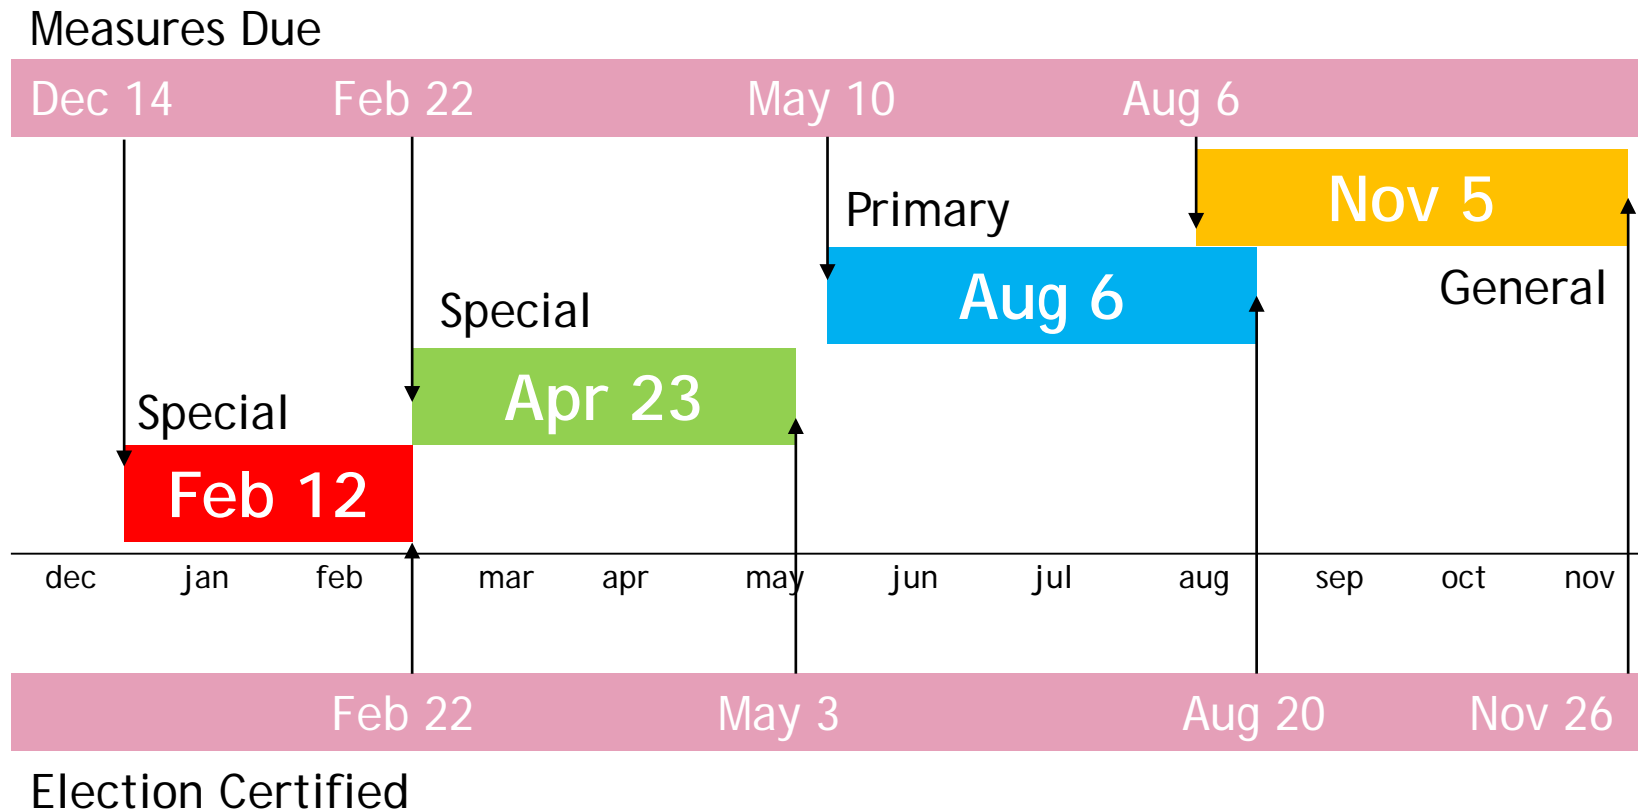 Measures Due
Dec 14 Feb 22 May 10 Aug 6
Nov 5
Primary
Aug 6
General
Special
Apr 23
Special
Feb 12
dec jan feb mar apr may jun jul aug sep oct nov
Feb 22 May 3 Aug 20 Nov 26
Election Certified